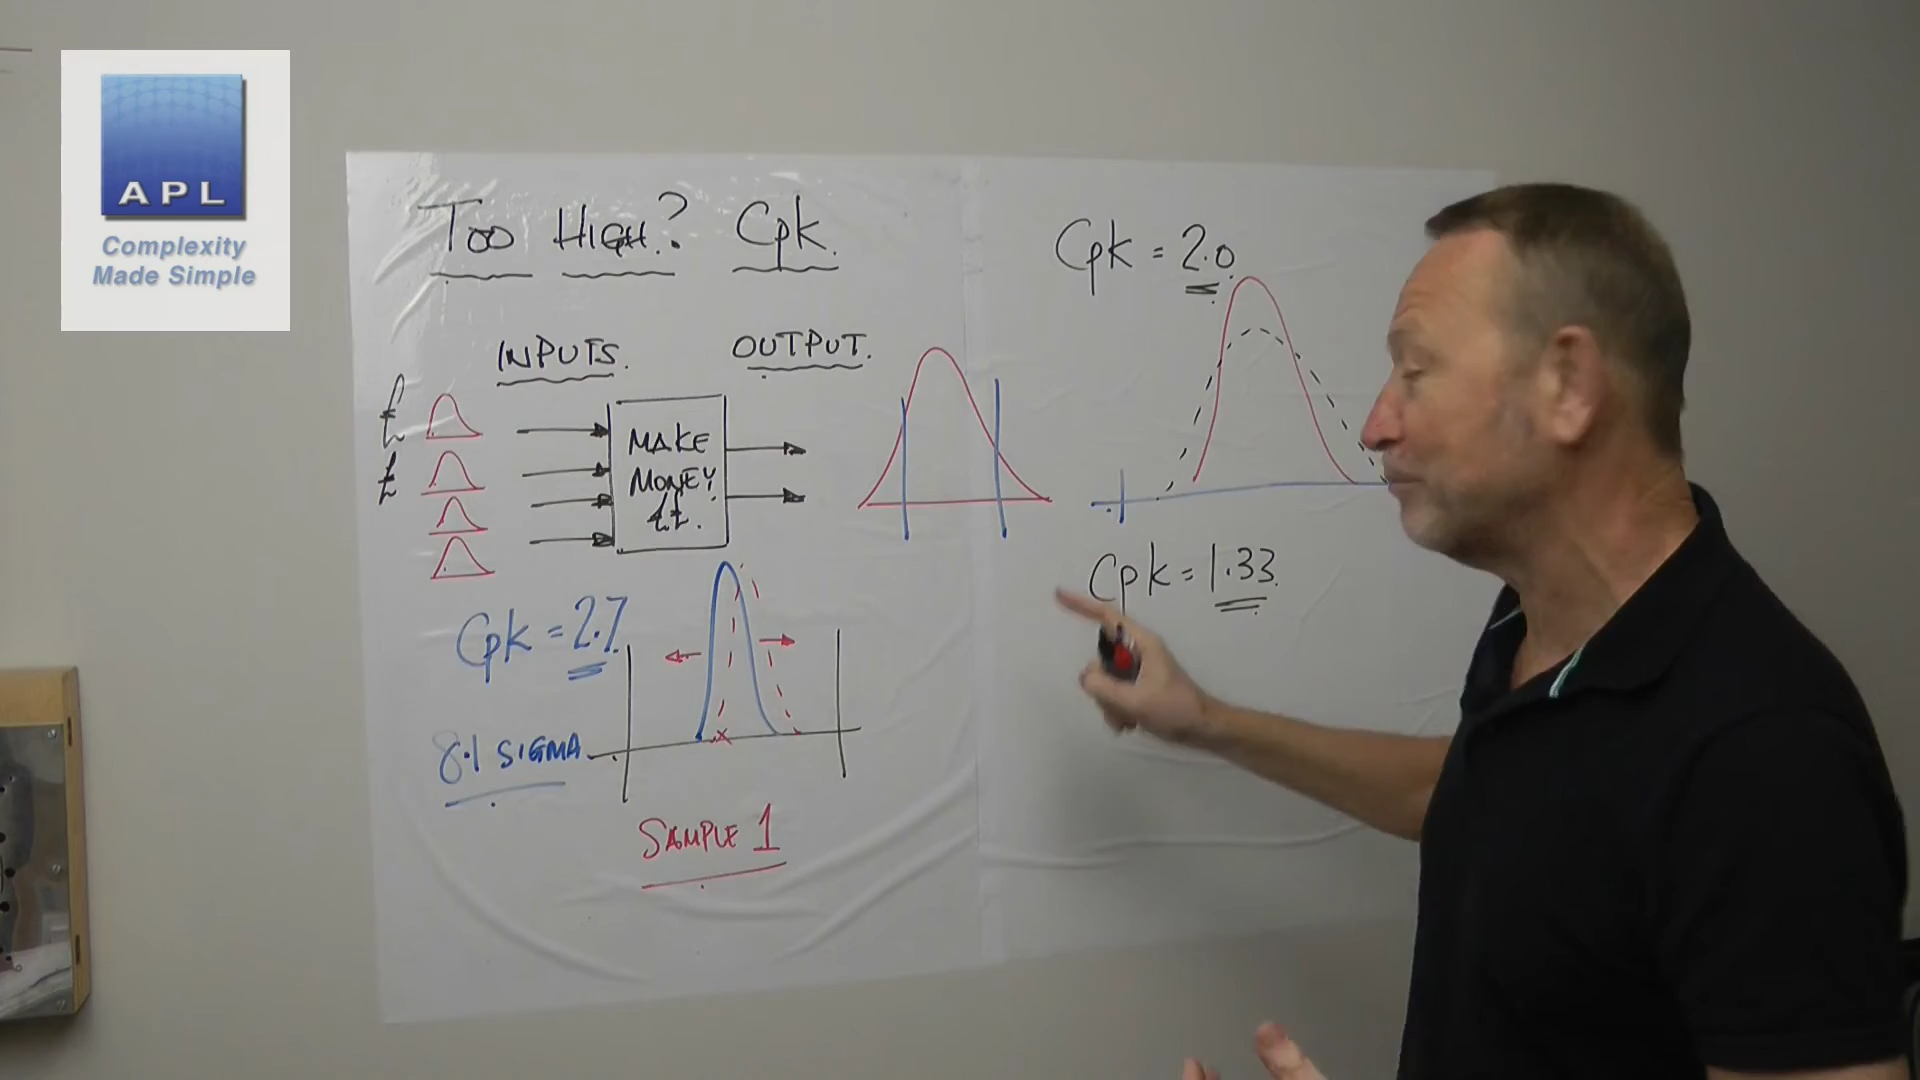 APL
Complexity
Made Simple
TOO HIGH? Cpk.
INPUTS.
OUTPUT.
£
£
MAKE
MONEY
££.
Cpk = 2.7
8.1 SIGMA
SAMPLE 1
Cpk = 2.0
Cpk = 1.33